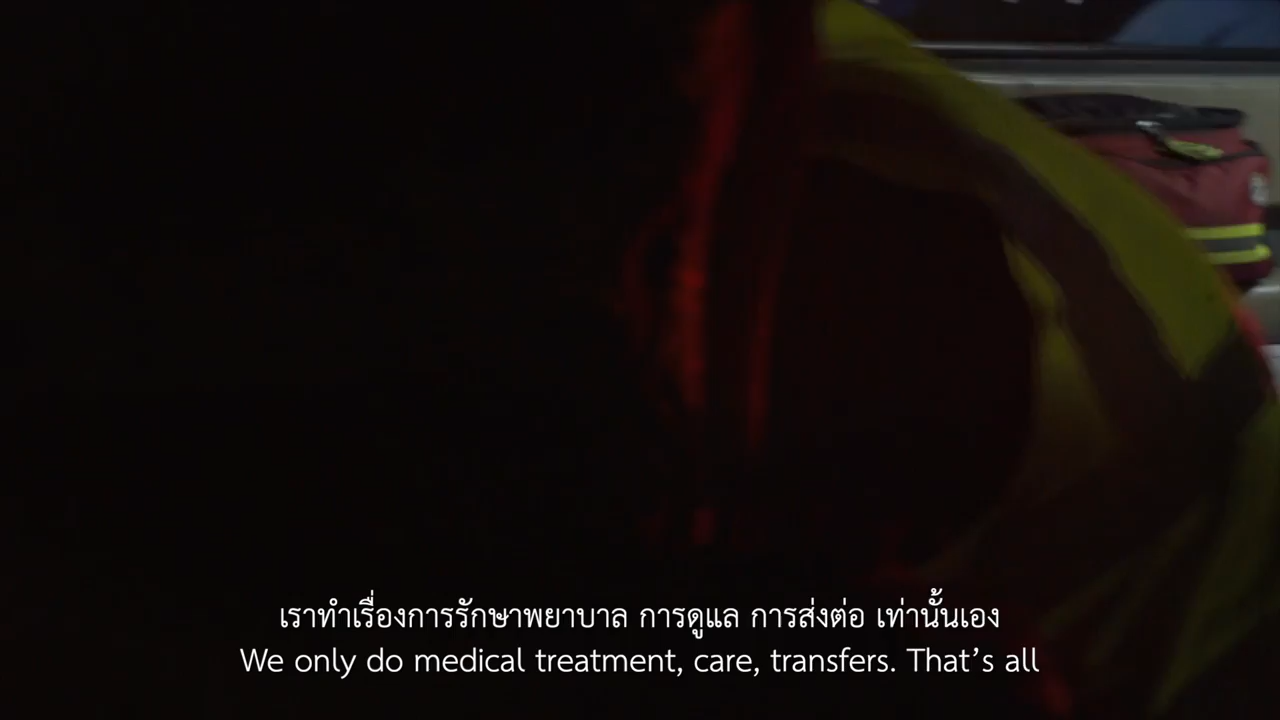 เราทำเรื่องการรักษาพยาบาล การดูแล การส่งต่อ เท่านั้นเอง
We only do medical treatment, care, transfers. That's all